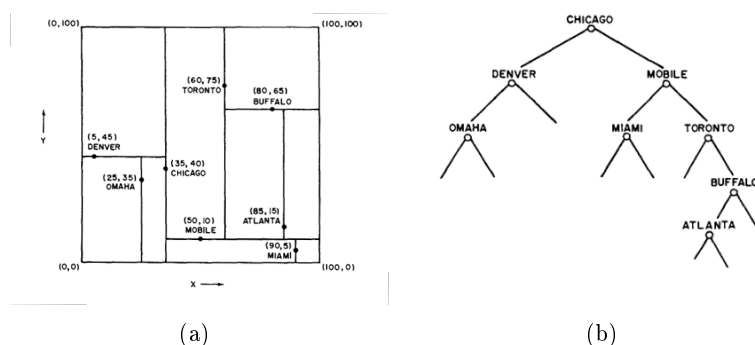 (0,100)
(100,100)
(60,75)
TORONTO
(80,65)
BUFFALO
Y
(5,45)
DENVER
(25,35)
OMAHA
(35,40)
CHICAGO
(50,10)
MOBILE
(85,15)
ATLANTA
(90,5)
MIAMI
(0,0)
(100,0)
X
(a)
CHICAGO
DENVER
MOBILE
OMAHA
MIAMI
TORONTO
BUFFALO
ATLANTA
(b)